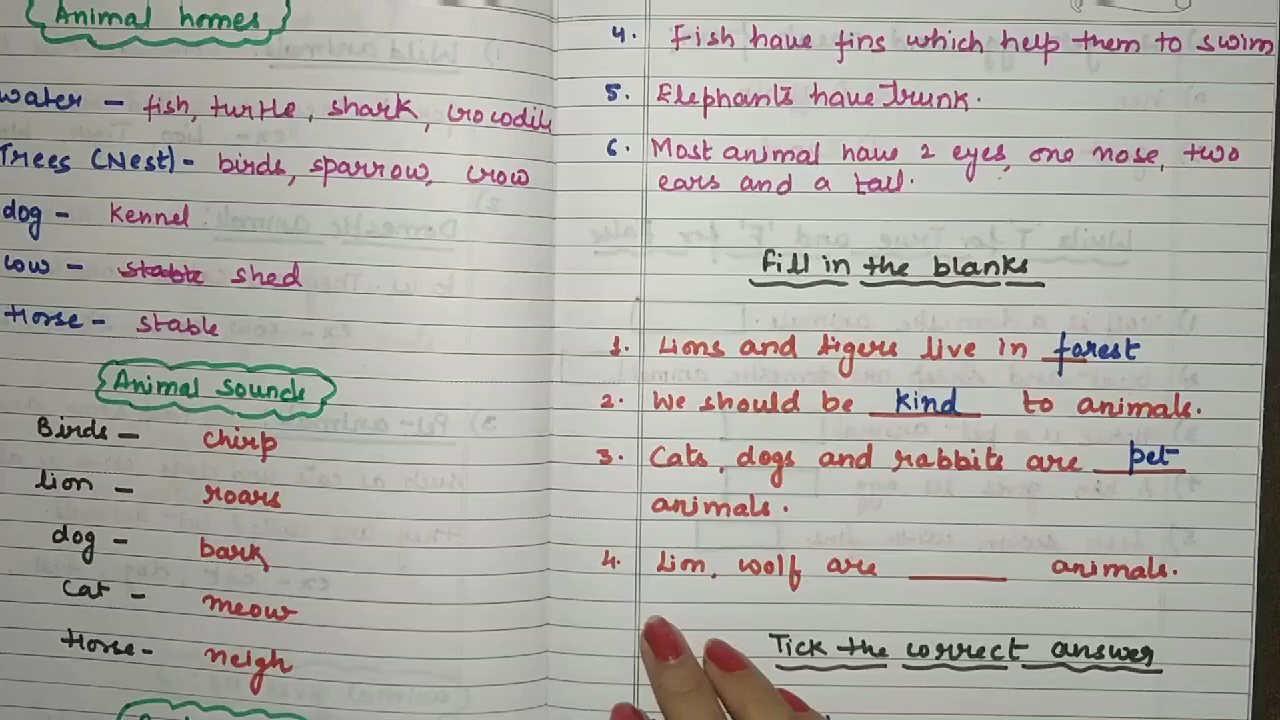 Animal homes
water - fish, turtle, shark, crocodile
Trees (Nest) - birds, sparrow, crow
dog - Kennel
cow - stable shed
Horse - stable
Animal sounds
Birds - chirp
lion - roars
dog - bark
cat - meow
Horse - neigh
4. Fish have fins which help them to swim
5. Elephants have Trunk.
6. Most animal have 2 eyes, one nose, two
ears and a tail.
Fill in the blanks
1. Lions and tigers live in forest
2. We should be kind to animals.
3. Cats, dogs and rabbits are pet
animals.
4. Lion, wolf are ______ animals.
Tick the correct answer